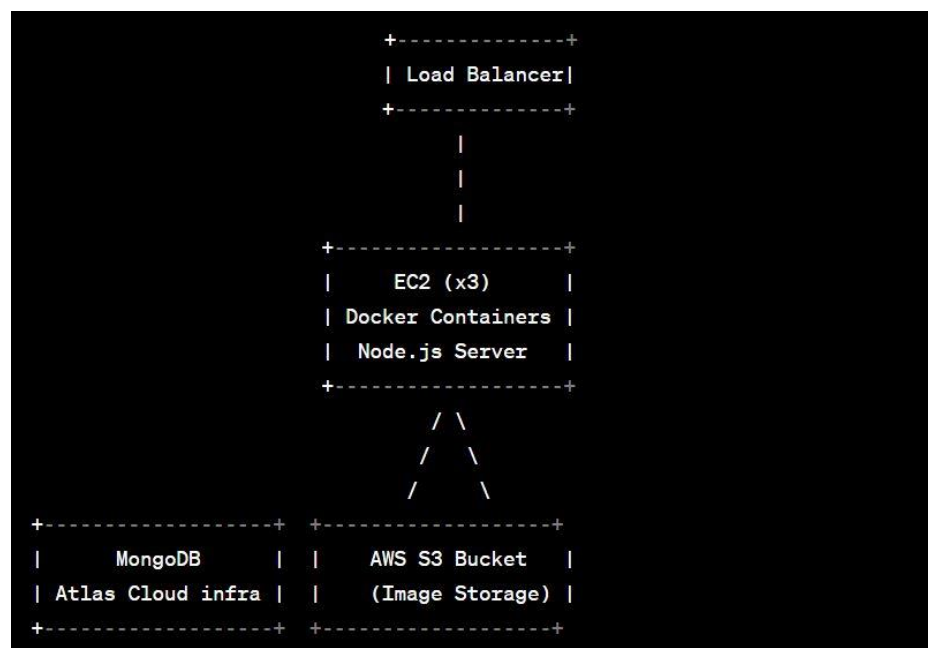 Load Balancer
EC2 (x3)
Docker Containers
Node.js Server
MongoDB
Atlas Cloud infra
AWS S3 Bucket
(Image Storage)